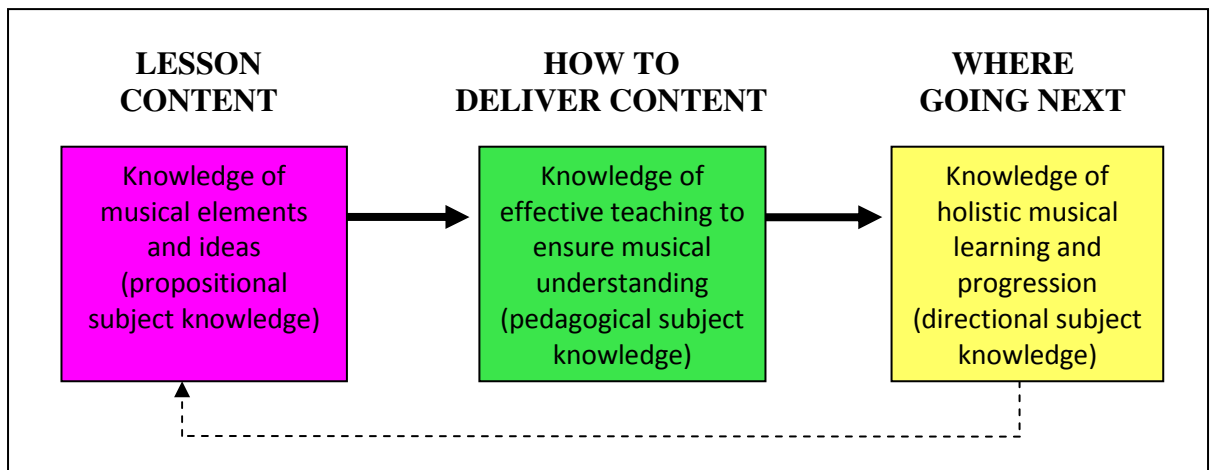 LESSON
CONTENT
HOW TO
DELIVER CONTENT
WHERE
GOING NEXT
Knowledge of
musical elements
and ideas
(propositional
subject knowledge)
Knowledge of
effective teaching to
ensure musical
understanding
(pedagogical subject
knowledge)
Knowledge of
holistic musical
learning and
progression
(directional subject
knowledge)